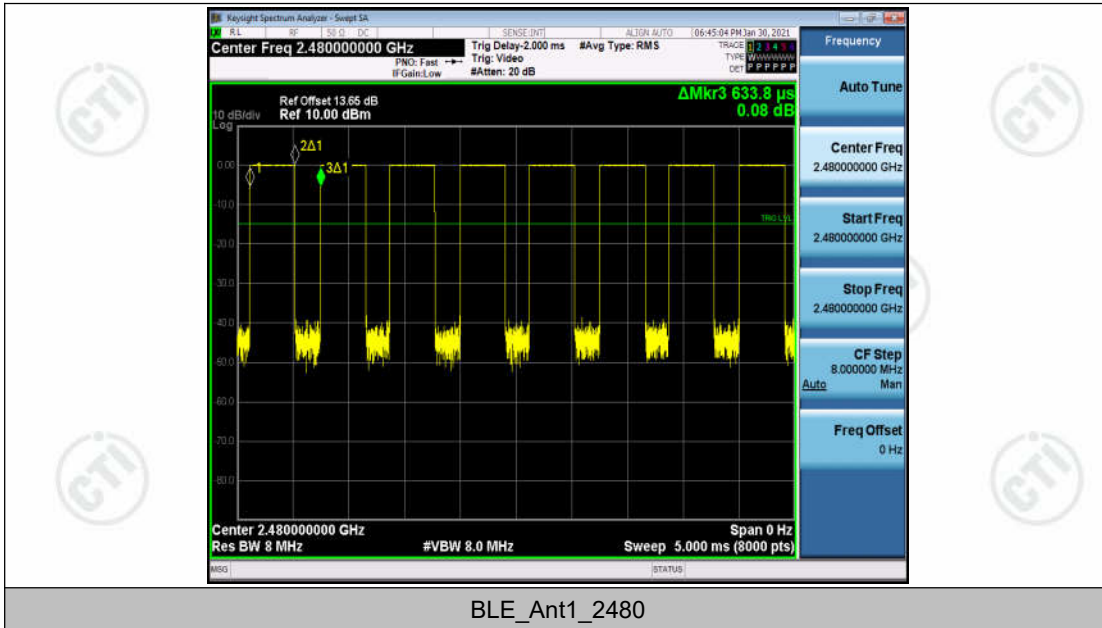 Keysight Spectrum Analyzer - Swept SA
RL RF 50 Ω DC SENSE:INT ALIGN AUTO 06:45:04 PM Jan 30, 2021
Center Freq 2.480000000 GHz
PNO: Fast
IFGain:Low
Trig Delay-2.000 ms
Trig: Video
#Atten: 20 dB
#Avg Type: RMS
TRACE 1 2 3 4 5 6
TYPE WWWWWW
DET P P P P P P
ΔMkr3 633.8 µs
0.08 dB
Ref Offset 13.65 dB
Ref 10.00 dBm
10 dB/div
Log
2Δ1
1
3Δ1
TRIG LVL
0.00
-10.0
-20.0
-30.0
-40.0
-50.0
-60.0
-70.0
-80.0
Center 2.480000000 GHz
Span 0 Hz
Res BW 8 MHz
#VBW 8.0 MHz
Sweep 5.000 ms (8000 pts)
MSG
STATUS
Frequency
Auto Tune
Center Freq
2.480000000 GHz
Start Freq
2.480000000 GHz
Stop Freq
2.480000000 GHz
CF Step
8.000000 MHz
Auto Man
Freq Offset
0 Hz
CTI
CTI
CTI
CTI
BLE_Ant1_2480